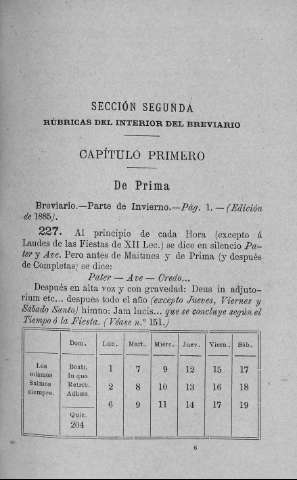 SECCIÓN SEGUNDA
RÚBRICAS DEL INTERIOR DEL BREVIARIO
CAPÍTULO PRIMERO
De Prima
Breviario.—Parte de Invierno.—Pág. 1.—(Edición
de 1885).
227. Al principio de cada Hora (excepto á
Laudes de las Fiestas de XII Lec.) se dice en silencio Pa-
ter y Ave. Pero antes de Maitines y de Prima (y después
de Completas) se dice:
Pater — Ave — Credo...
Después en alta voz y con gravedad: Deus in adjuto-
rium etc... después todo el año (excepto Jueves, Viernes y
Sábado Santo) himno: Jam lucis... que se concluye según el
Tiempo ó la Fiesta. (Véase n.º 151.)
Dom. Lun. Mart. Miérc. Juev. Viern. Sáb.
Los Beati. 1 7 9 12 15 17
mismos In quo
Salmos Retrib. 2 8 10 13 16 18
siempre. Adhæs.
6 9 11 14 17 19
Quic.
204
6